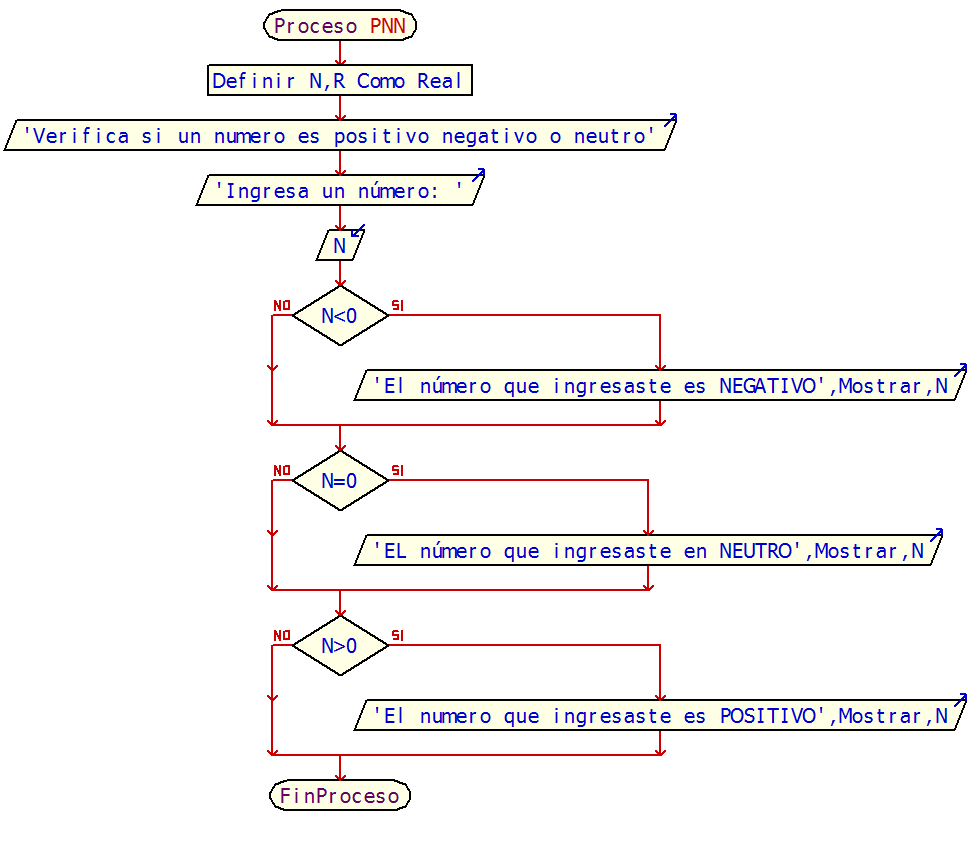 Proceso PNN
Definir N,R Como Real
'Verifica si un numero es positivo negativo o neutro'
'Ingresa un número: '
N
NO
SI
N<0
'El número que ingresaste es NEGATIVO',Mostrar,N
NO
SI
N=0
'EL número que ingresaste en NEUTRO',Mostrar,N
NO
SI
N>0
'El numero que ingresaste es POSITIVO',Mostrar,N
FinProceso